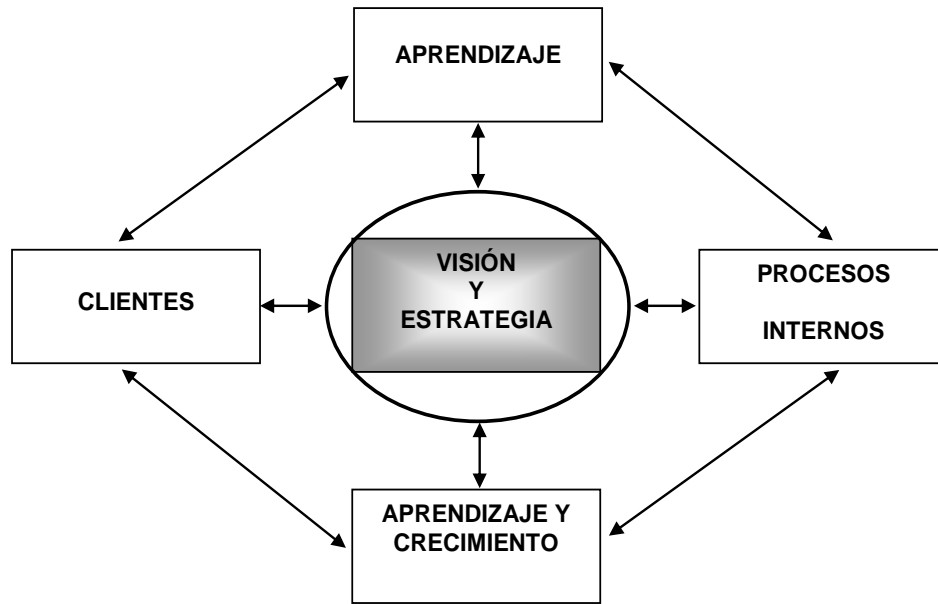 APRENDIZAJE
CLIENTES
VISIÓN
Y
ESTRATEGIA
PROCESOS
INTERNOS
APRENDIZAJE Y
CRECIMIENTO